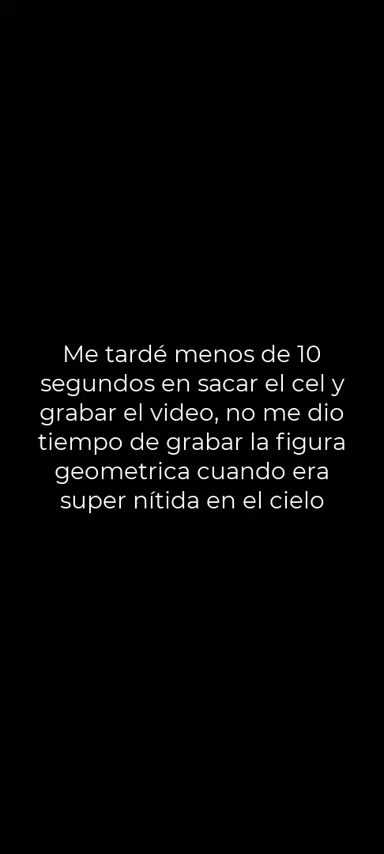 Me tardé menos de 10
segundos en sacar el cel y
grabar el video, no me dio
tiempo de grabar la figura
geometrica cuando era
super nítida en el cielo